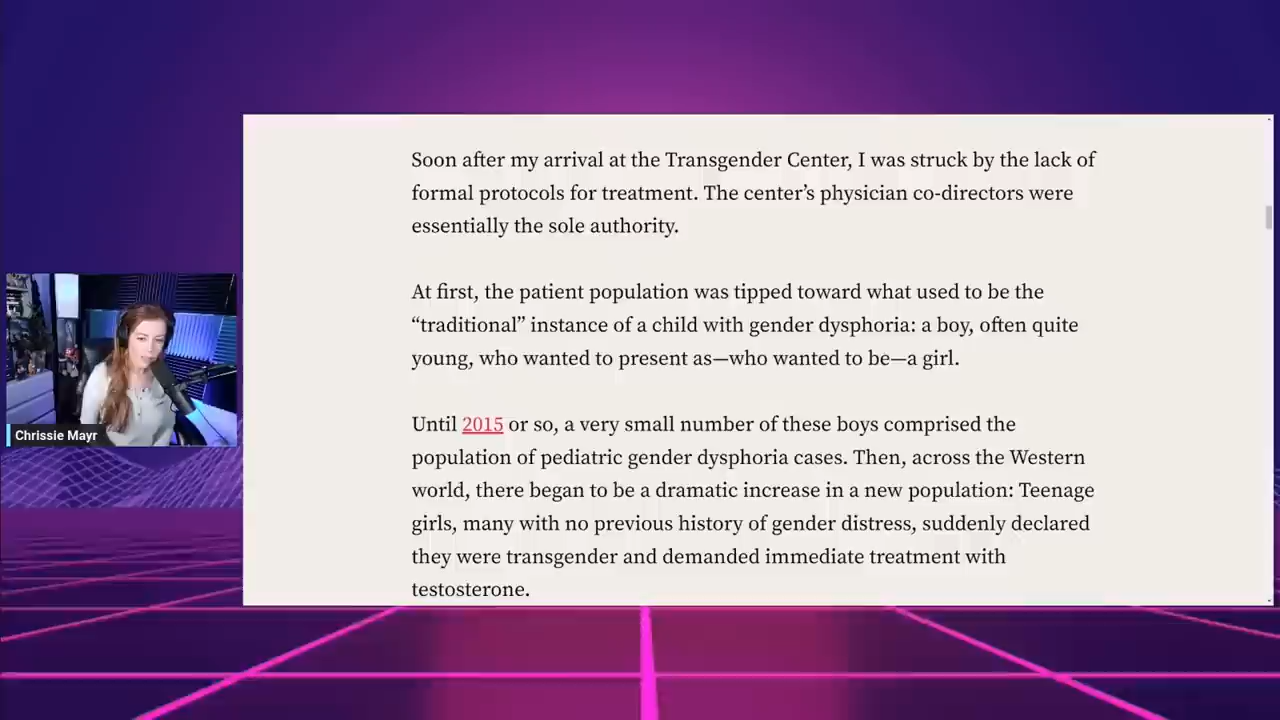 Soon after my arrival at the Transgender Center, I was struck by the lack of
formal protocols for treatment. The center’s physician co-directors were
essentially the sole authority.
At first, the patient population was tipped toward what used to be the
“traditional” instance of a child with gender dysphoria: a boy, often quite
young, who wanted to present as—who wanted to be—a girl.
Until 2015 or so, a very small number of these boys comprised the
population of pediatric gender dysphoria cases. Then, across the Western
world, there began to be a dramatic increase in a new population: Teenage
girls, many with no previous history of gender distress, suddenly declared
they were transgender and demanded immediate treatment with
testosterone.
Chrissie Mayr